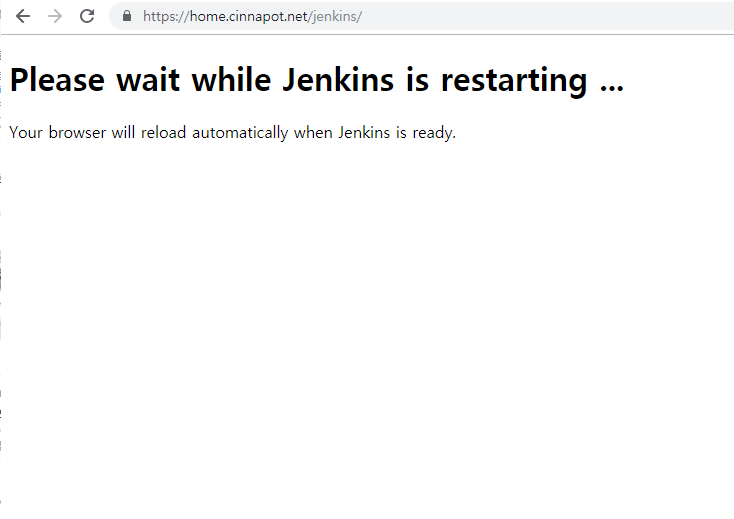 https://home.cinnapot.net/jenkins/
Please wait while Jenkins is restarting ...
Your browser will reload automatically when Jenkins is ready.